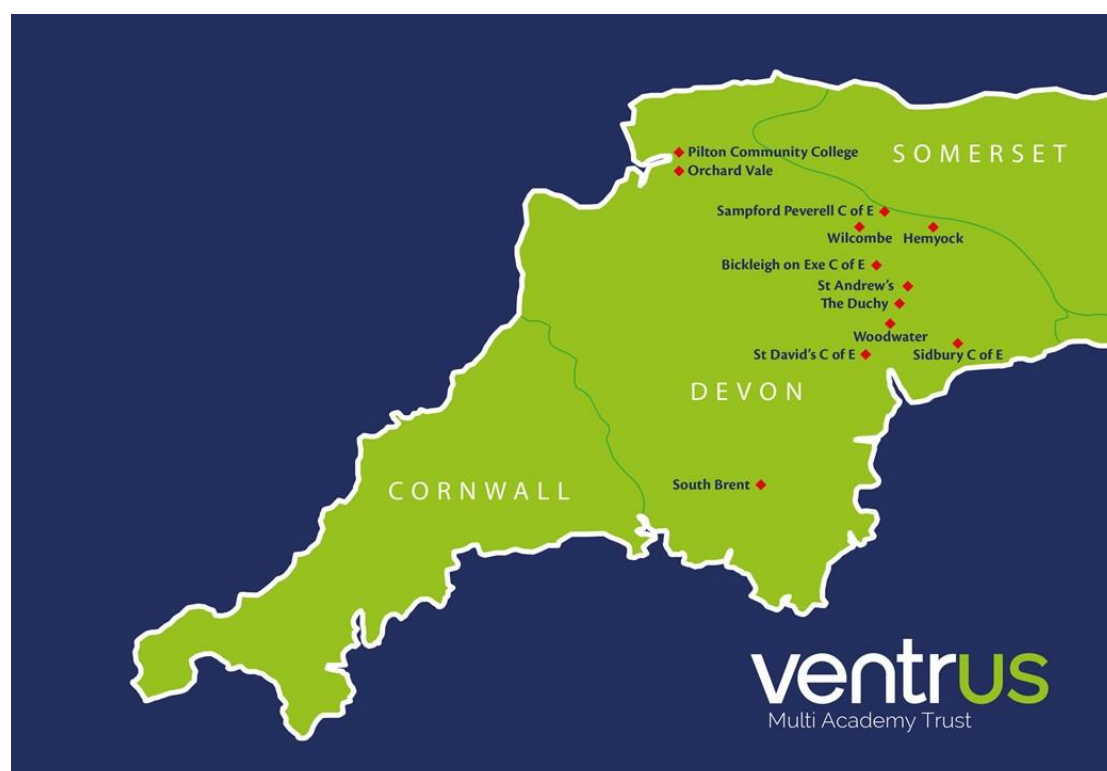 SOMERSET
Pilton Community College
Orchard Vale
Sampford Peverell C of E
Wilcombe
Hemyock
Bickleigh on Exe C of E
St Andrew's
The Duchy
Woodwater
St David's C of E
Sidbury C of E
DEVON
South Brent
CORNWALL
ventrus
Multi Academy Trust